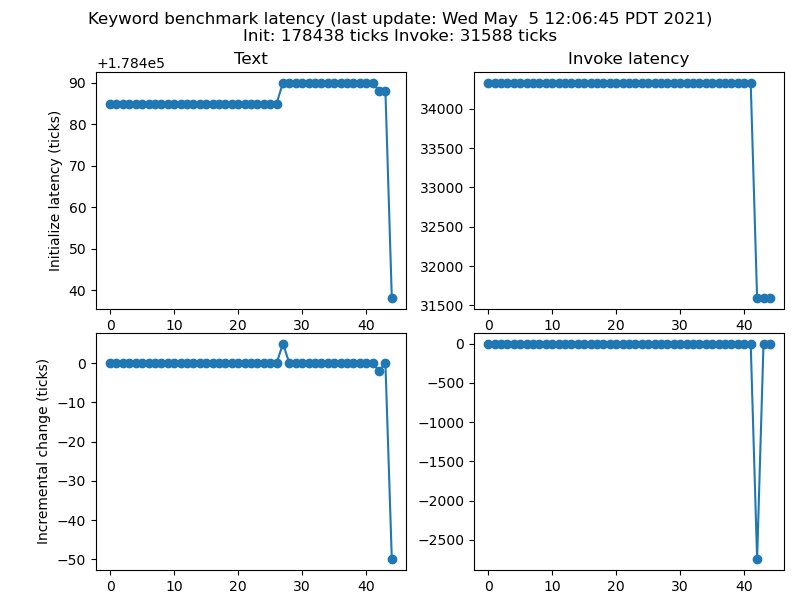 Keyword benchmark latency (last update: Wed May  5 12:06:45 PDT 2021)
Init: 178438 ticks Invoke: 31588 ticks
Text
Invoke latency
+1.784e5
Initialize latency (ticks)
90
80
70
60
50
40
0 10 20 30 40
34000
33500
33000
32500
32000
31500
0 10 20 30 40
Incremental change (ticks)
0
−10
−20
−30
−40
−50
0 10 20 30 40
0
−500
−1000
−1500
−2000
−2500
0 10 20 30 40